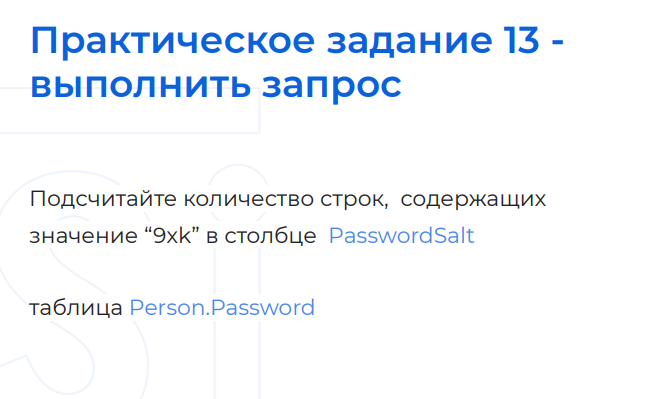 Практическое задание 13 -
выполнить запрос
Подсчитайте количество строк, содержащих
значение “9xk” в столбце PasswordSalt
таблица Person.Password